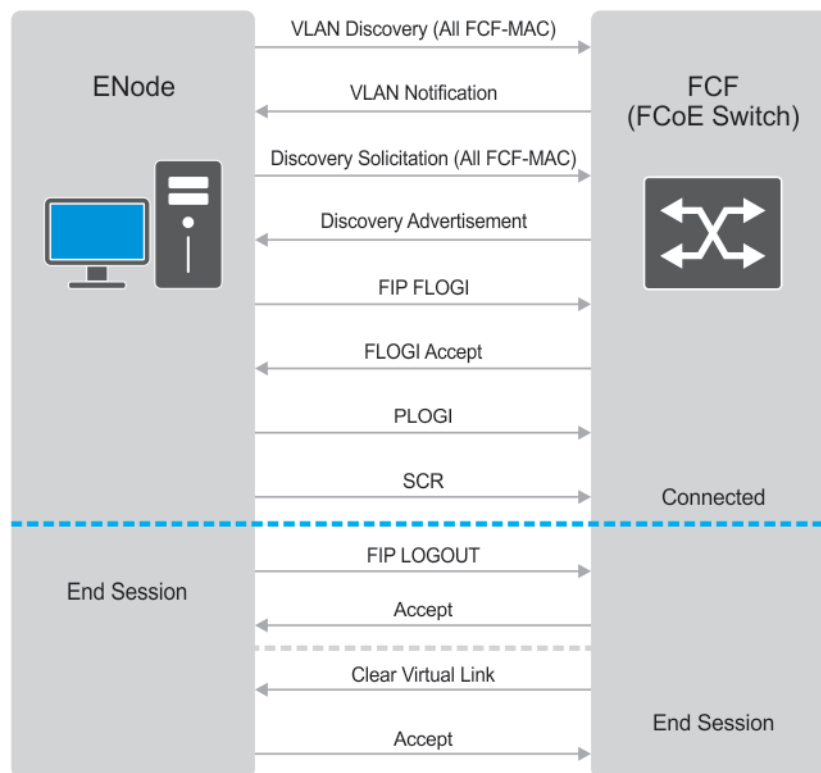 VLAN Discovery (All FCF-MAC)
ENode
FCF
(FCoE Switch)
VLAN Notification
Discovery Solicitation (All FCF-MAC)
Discovery Advertisement
FIP FLOGI
FLOGI Accept
PLOGI
SCR
Connected
FIP LOGOUT
End Session
Accept
Clear Virtual Link
End Session
Accept